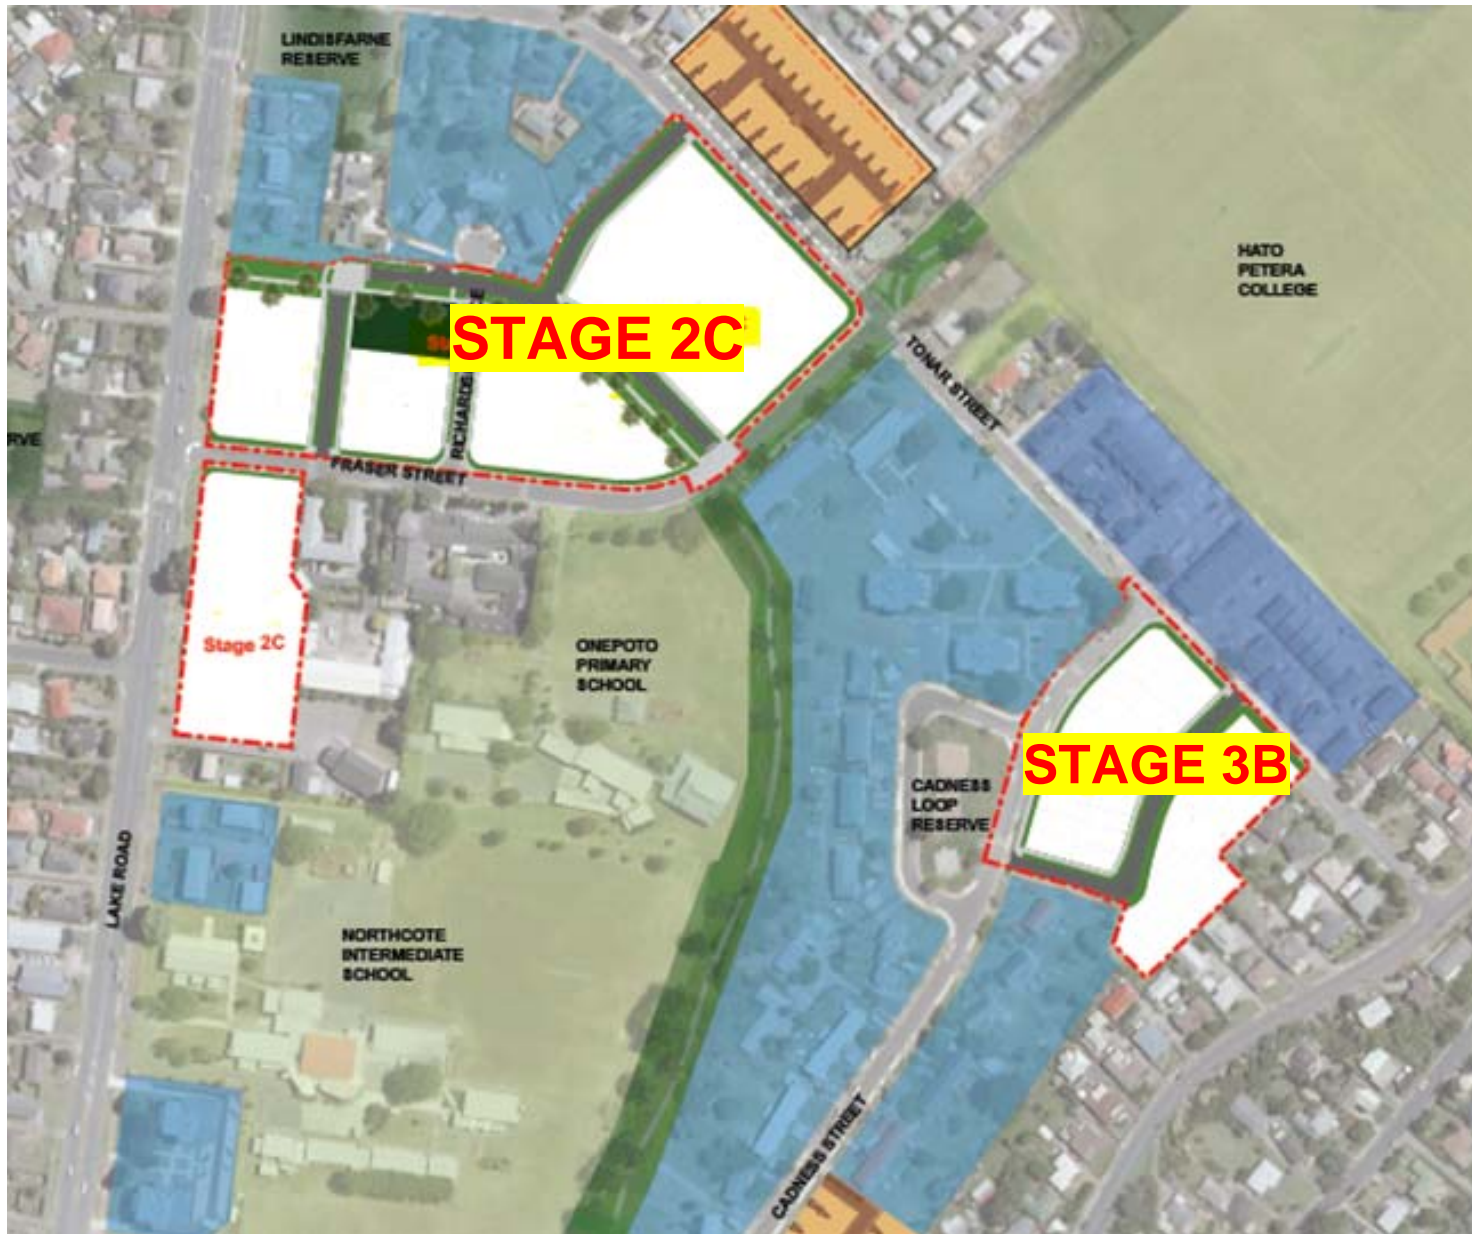 LINDISFARNE
RESERVE
HATO
PETERA
COLLEGE
STAGE 2C
TONAR STREET
RVE
FRASER STREET
Stage 2C
ONEPOTO
PRIMARY
SCHOOL
STAGE 3B
CADNESS
LOOP
RESERVE
LAKE ROAD
NORTHCOTE
INTERMEDIATE
SCHOOL
CADNESS STREET